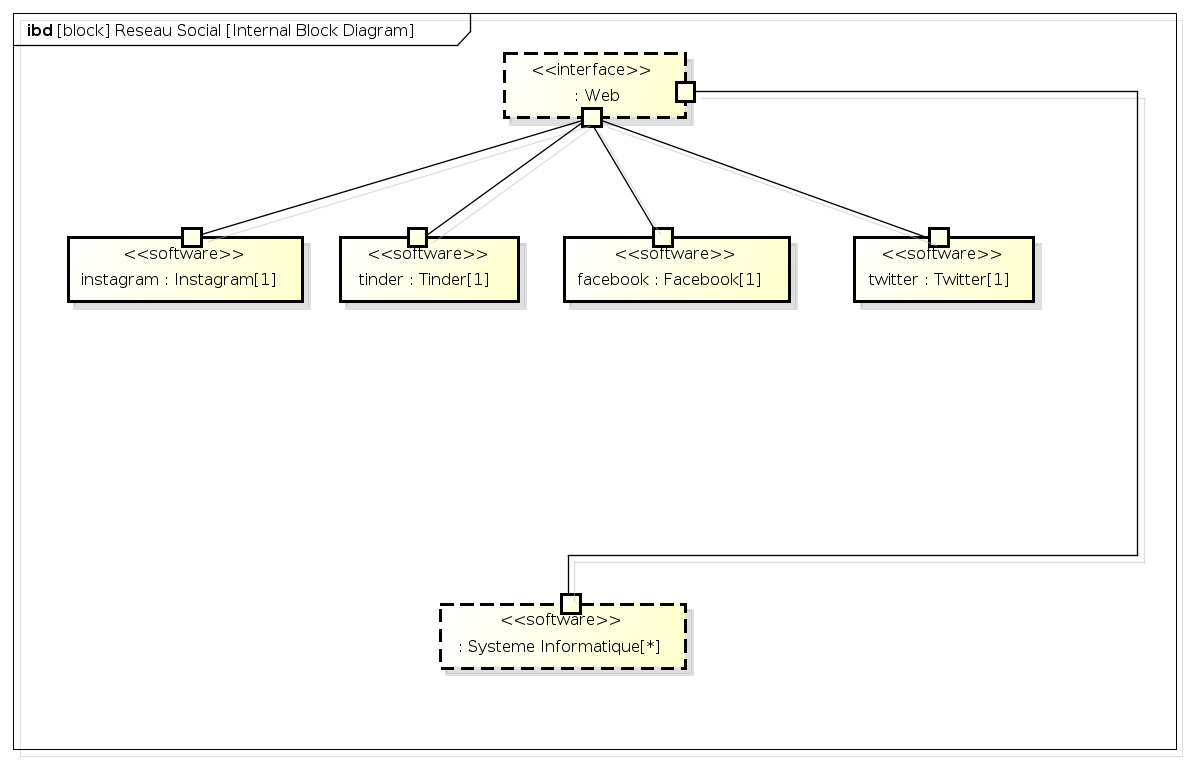 ibd [block] Reseau Social [Internal Block Diagram]
<<interface>>
: Web
<<software>>
instagram : Instagram[1]
<<software>>
tinder : Tinder[1]
<<software>>
facebook : Facebook[1]
<<software>>
twitter : Twitter[1]
<<software>>
: Systeme Informatique[*]